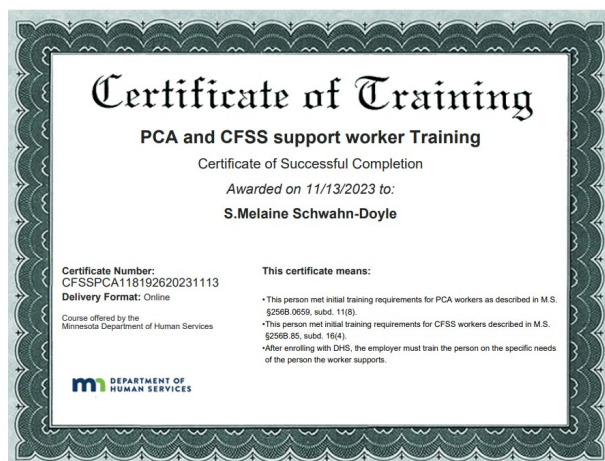 Certificate of Training
PCA and CFSS support worker Training
Certificate of Successful Completion
Awarded on 11/13/2023 to:
S.Melaine Schwahn-Doyle
Certificate Number:
CFSSPCA118192620231113
Delivery Format: Online
Course offered by the
Minnesota Department of Human Services
mn DEPARTMENT OF
HUMAN SERVICES
This certificate means:
•This person met initial training requirements for PCA workers as described in M.S.
§256B.0659, subd. 11(8).
•This person met initial training requirements for CFSS workers described in M.S.
§256B.85, subd. 16(4).
•After enrolling with DHS, the employer must train the person on the specific needs
of the person the worker supports.